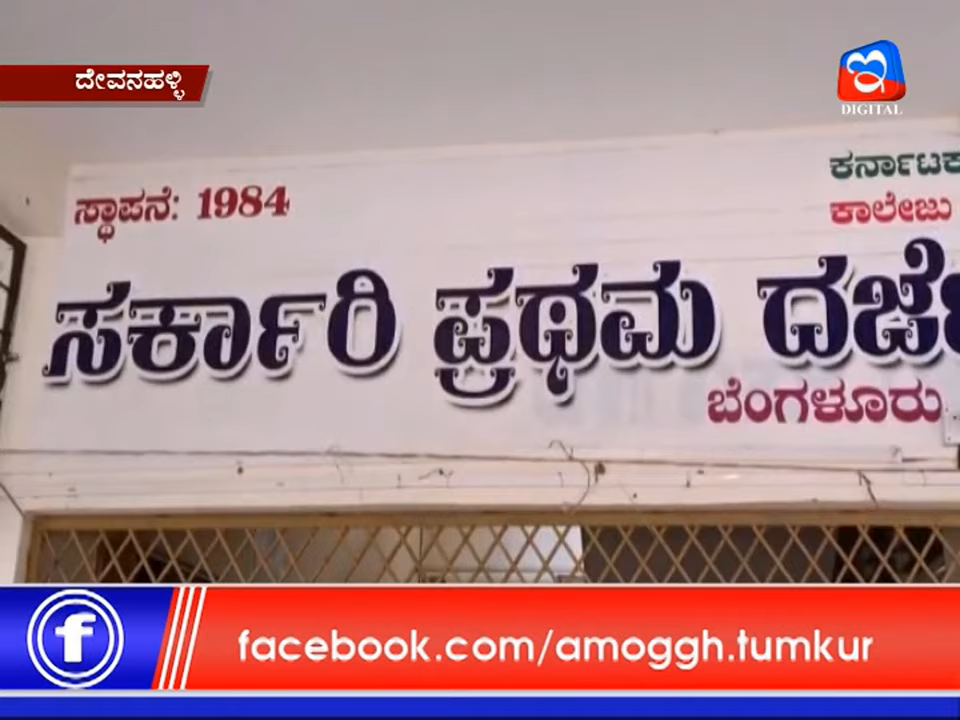 ದೇವನಹಳ್ಳಿ
DIGITAL
ಸ್ಥಾಪನೆ: 1984
ಕರ್ನಾಟಕ
ಕಾಲೇಜು
ಸರ್ಕಾರಿ ಪ್ರಥಮ ದರ್ಜೆ
ಬೆಂಗಳೂರು
facebook.com/amoggh.tumkur